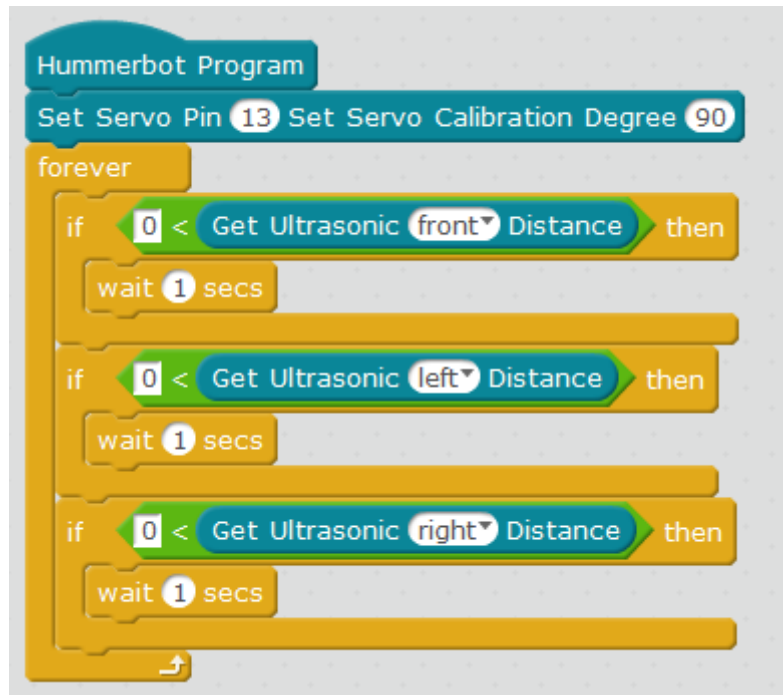 Hummerbot Program
Set Servo Pin 13 Set Servo Calibration Degree 90
forever
if 0 < Get Ultrasonic front Distance then
wait 1 secs
if 0 < Get Ultrasonic left Distance then
wait 1 secs
if 0 < Get Ultrasonic right Distance then
wait 1 secs